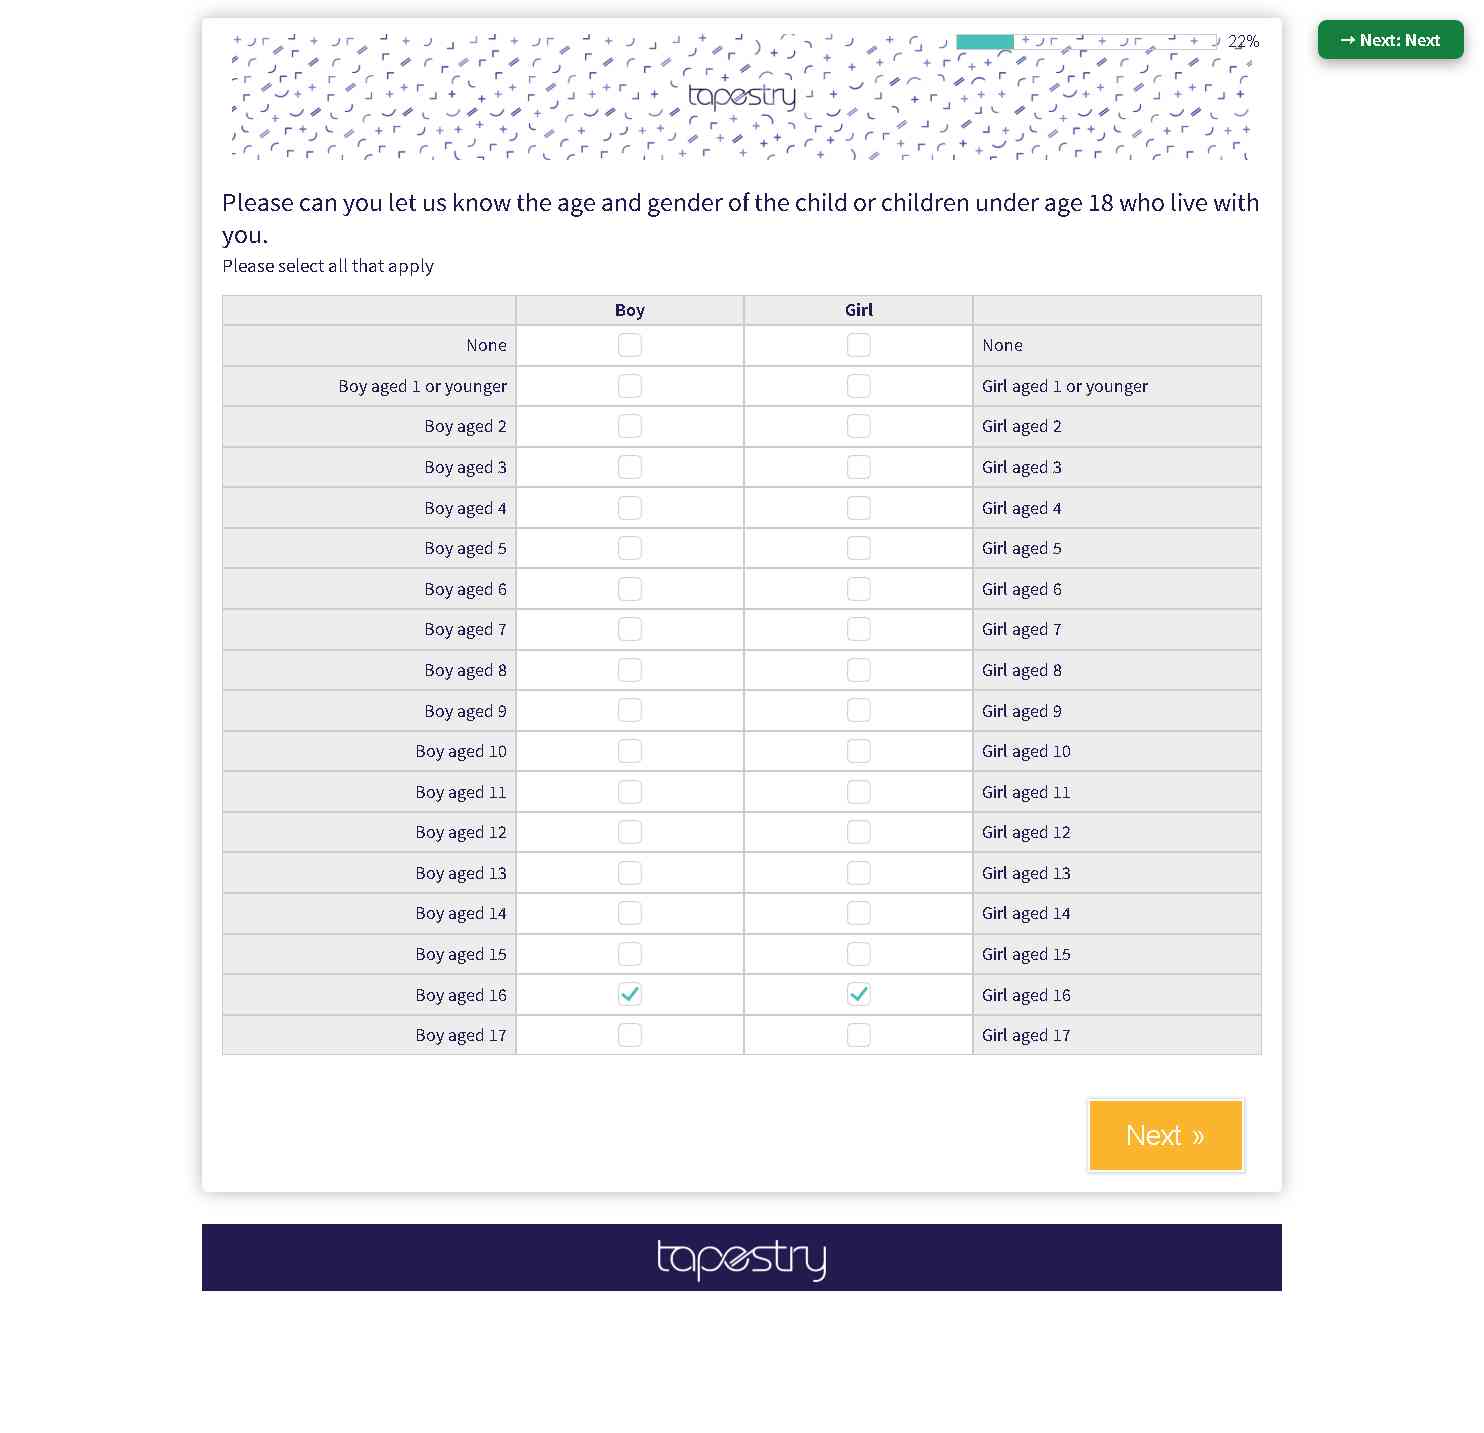 22%
→ Next: Next
tapestry
Please can you let us know the age and gender of the child or children under age 18 who live with
you.
Please select all that apply
Boy Girl
None None
Boy aged 1 or younger Girl aged 1 or younger
Boy aged 2 Girl aged 2
Boy aged 3 Girl aged 3
Boy aged 4 Girl aged 4
Boy aged 5 Girl aged 5
Boy aged 6 Girl aged 6
Boy aged 7 Girl aged 7
Boy aged 8 Girl aged 8
Boy aged 9 Girl aged 9
Boy aged 10 Girl aged 10
Boy aged 11 Girl aged 11
Boy aged 12 Girl aged 12
Boy aged 13 Girl aged 13
Boy aged 14 Girl aged 14
Boy aged 15 Girl aged 15
Boy aged 16 Girl aged 16
Boy aged 17 Girl aged 17
Next »
tapestry